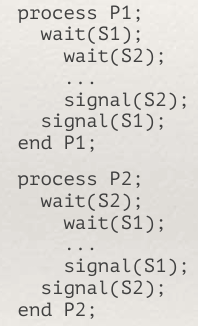 process P1;
wait(S1);
wait(S2);
...
signal(S2);
signal(S1);
end P1;
process P2;
wait(S2);
wait(S1);
...
signal(S1);
signal(S2);
end P2;